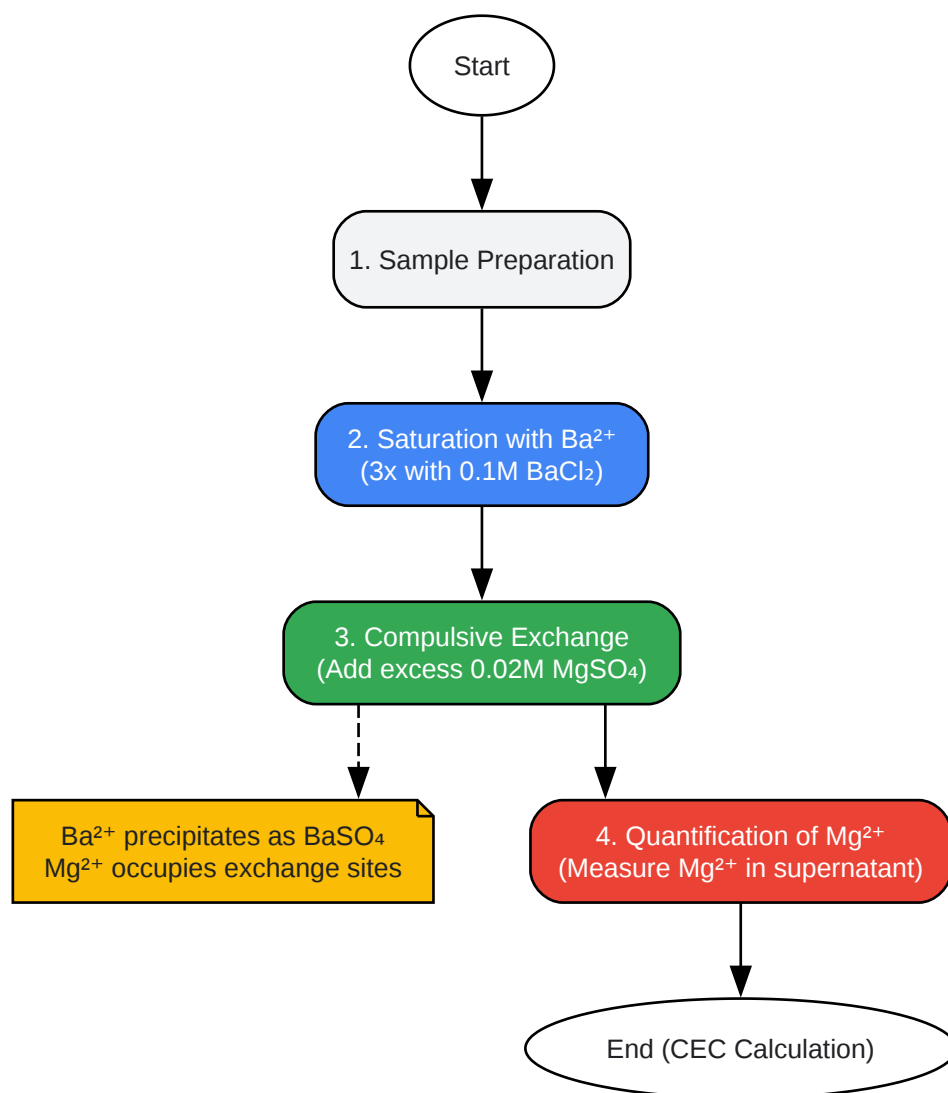 Start
1. Sample Preparation
2. Saturation with Ba²⁺
(3x with 0.1M BaCl₂)
3. Compulsive Exchange
(Add excess 0.02M MgSO₄)
Ba²⁺ precipitates as BaSO₄
Mg²⁺ occupies exchange sites
4. Quantification of Mg²⁺
(Measure Mg²⁺ in supernatant)
End (CEC Calculation)